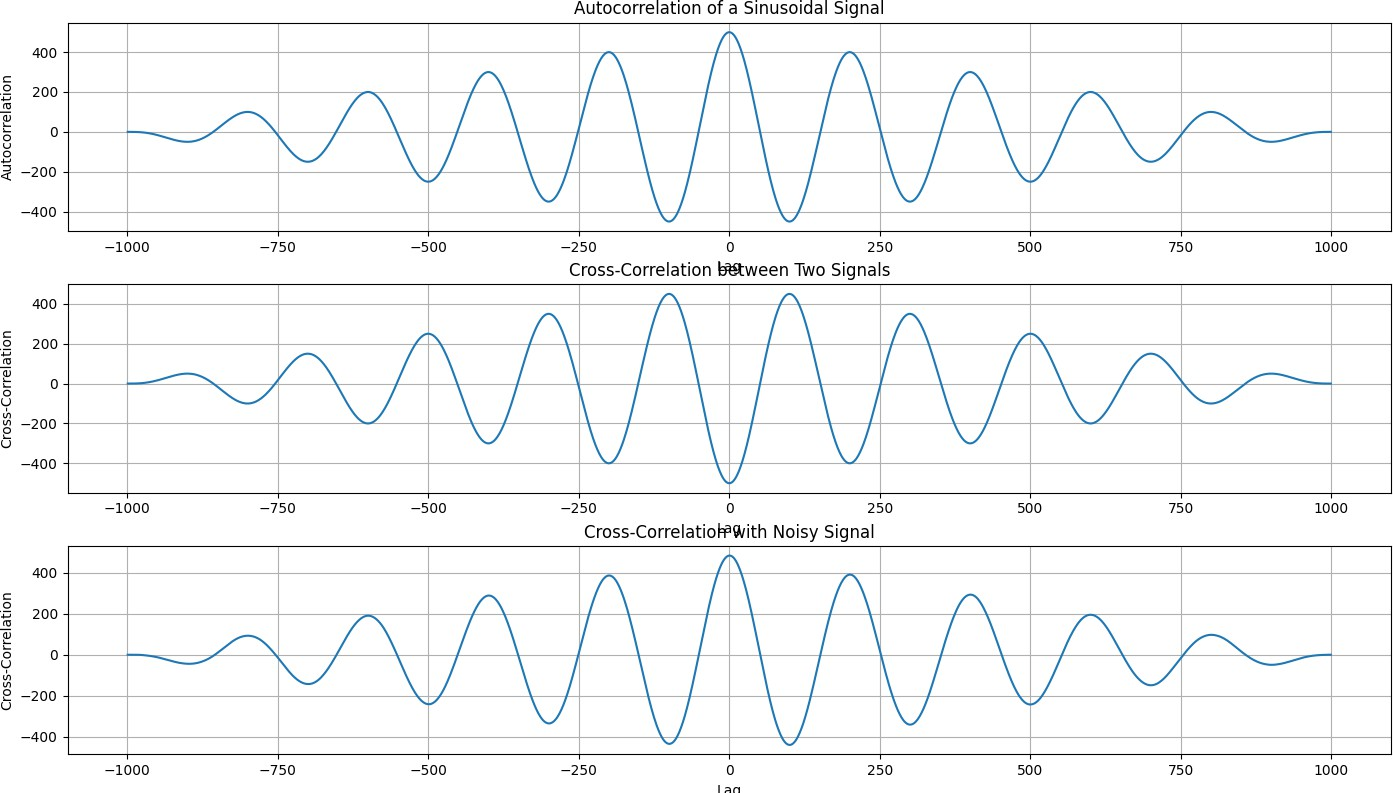 Autocorrelation of a Sinusoidal Signal
Autocorrelation
400
200
0
−200
−400
−1000 −750 −500 −250 0 250 500 750 1000
Lag
Cross-Correlation between Two Signals
Cross-Correlation
400
200
0
−200
−400
−1000 −750 −500 −250 0 250 500 750 1000
Lag
Cross-Correlation with Noisy Signal
Cross-Correlation
400
200
0
−200
−400
−1000 −750 −500 −250 0 250 500 750 1000
Lag